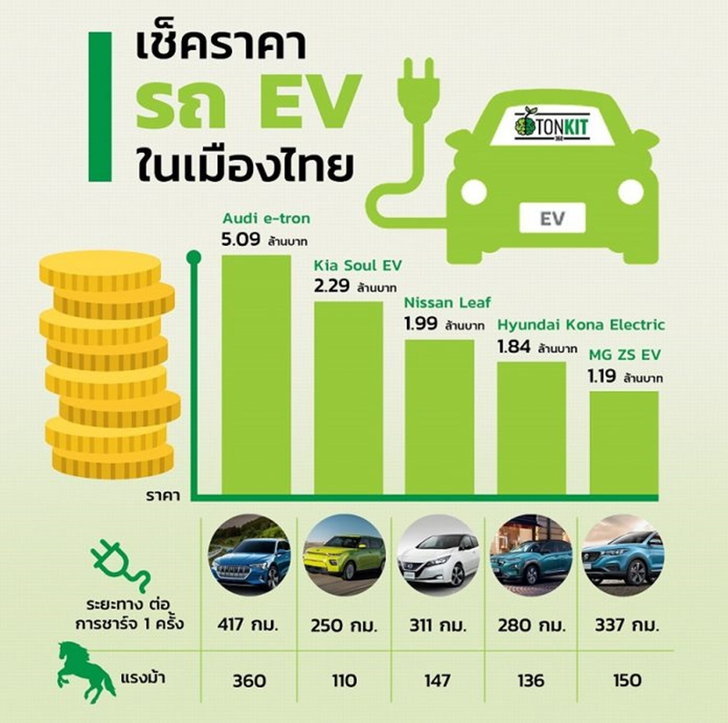 เช็คราคา
รถ EV
ในเมืองไทย
TONKIT
EV
Audi e-tron
5.09 ล้านบาท
Kia Soul EV
2.29 ล้านบาท
Nissan Leaf
1.99 ล้านบาท
Hyundai Kona Electric
1.84 ล้านบาท
MG ZS EV
1.19 ล้านบาท
ราคา
ระยะทาง ต่อ
การชาร์จ 1 ครั้ง
417 กม. 250 กม. 311 กม. 280 กม. 337 กม.
แรงม้า 360 110 147 136 150